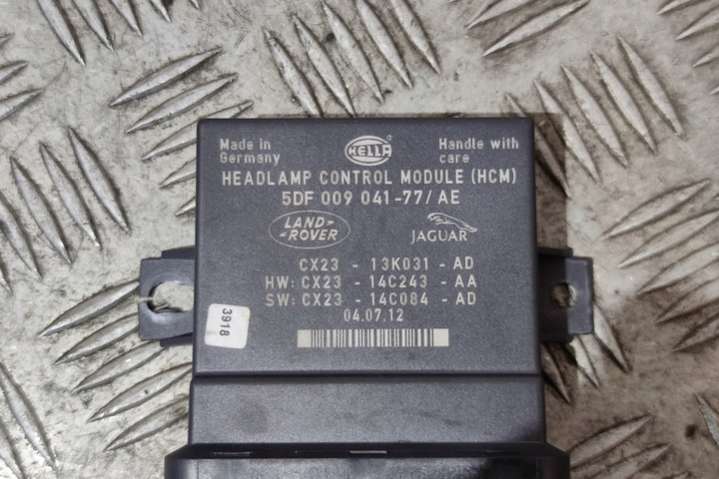 Made in
Germany
HELLA
Handle with
care
HEADLAMP CONTROL MODULE (HCM)
5DF 009 041-77/AE
LAND-
-ROVER
JAGUAR
CX23 - 13K031 - AD
HW: CX23 - 14C243 - AA
SW: CX23 - 14C084 - AD
04.07.12
3918